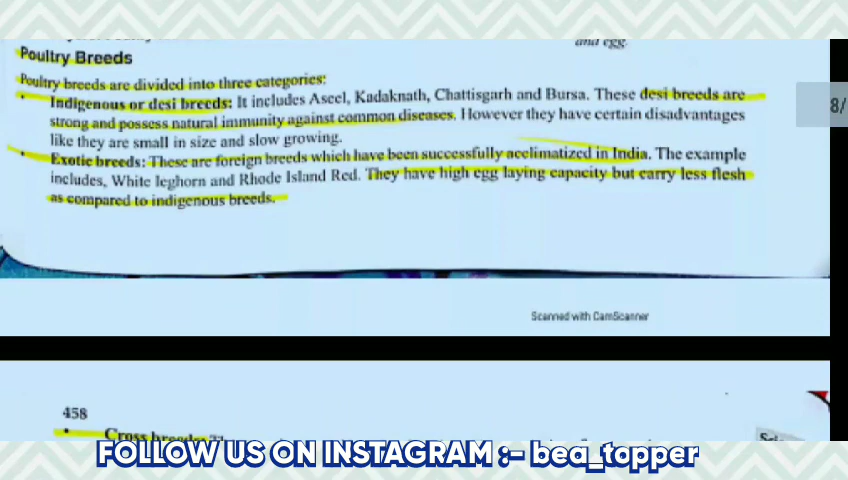 and egg.
Poultry Breeds
Poultry breeds are divided into three categories:
• Indigenous or desi breeds: It includes Aseel, Kadaknath, Chattisgarh and Bursa. These desi breeds are
strong and possess natural immunity against common diseases. However they have certain disadvantages
like they are small in size and slow growing.
• Exotic breeds: These are foreign breeds which have been successfully acclimatized in India. The example
includes, White leghorn and Rhode Island Red. They have high egg laying capacity but carry less flesh
as compared to indigenous breeds.
8/
Scanned with CamScanner
458
• Cross breeds:
FOLLOW US ON INSTAGRAM :- bea_topper